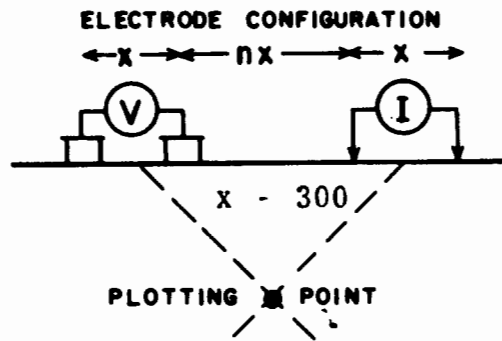 ELECTRODE CONFIGURATION
x nx x
V I
x - 300
PLOTTING POINT